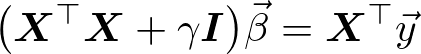 (X⊤X + γI)β⃗ = X⊤y⃗